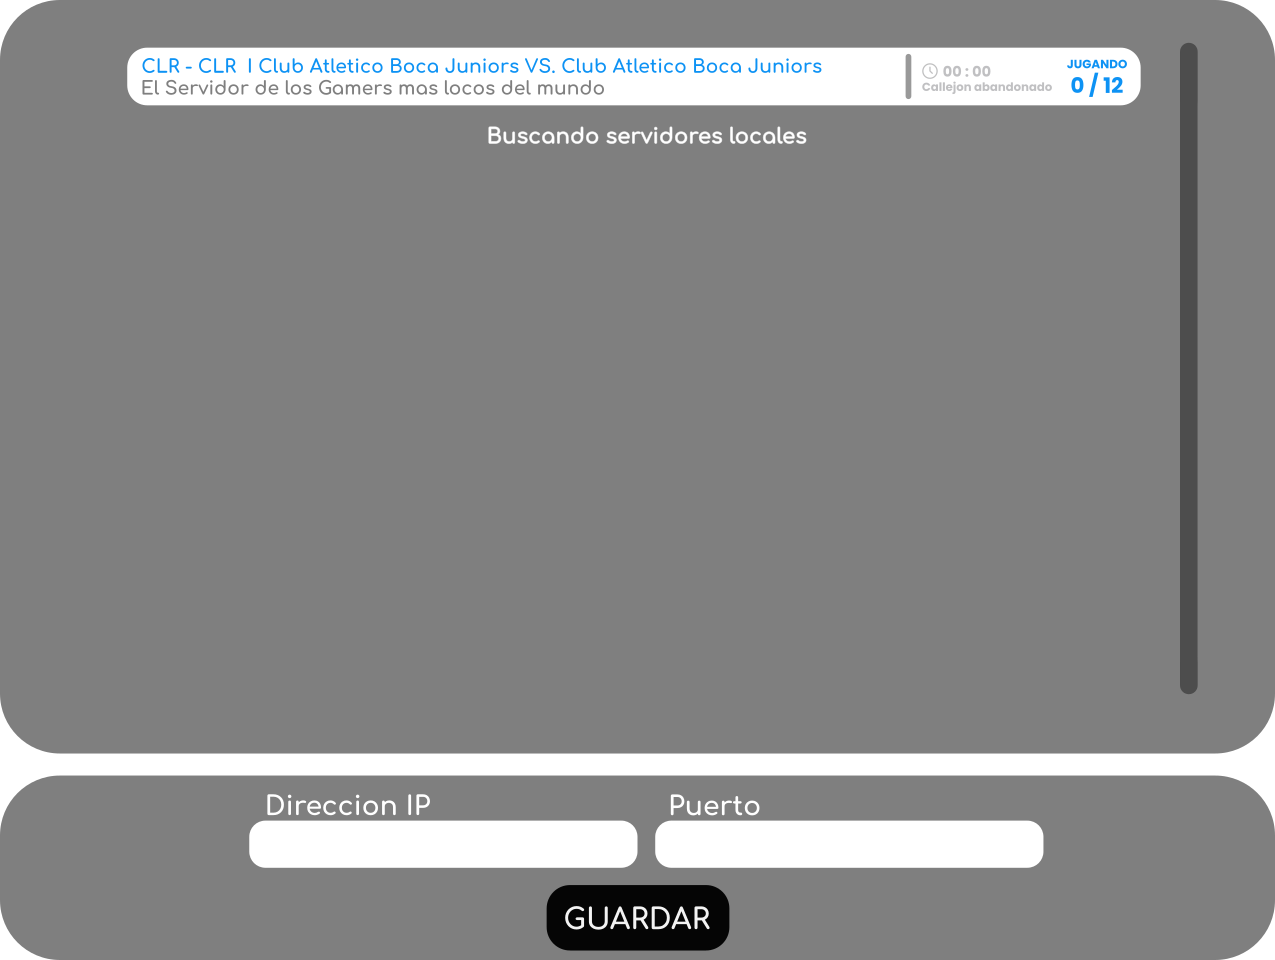 CLR - CLR | Club Atletico Boca Juniors VS. Club Atletico Boca Juniors
El Servidor de los Gamers mas locos del mundo
00 : 00
Callejon abandonado
JUGANDO
0 / 12
Buscando servidores locales
Direccion IP
Puerto
GUARDAR